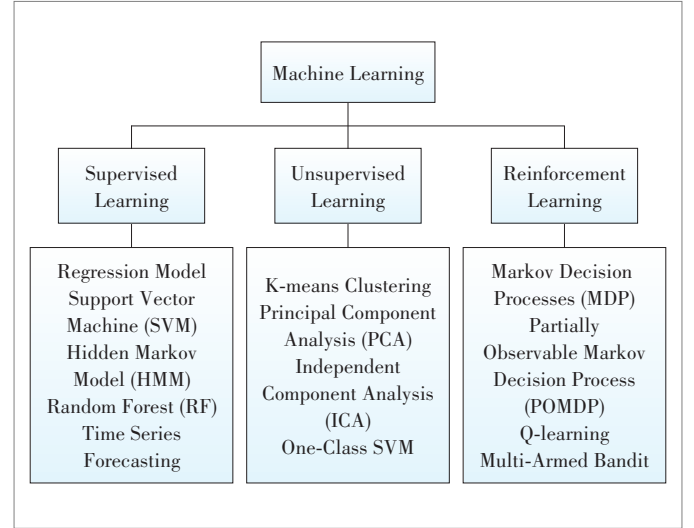 Machine Learning
Supervised
Learning
Unsupervised
Learning
Reinforcement
Learning
Regression Model
Support Vector
Machine (SVM)
Hidden Markov
Model (HMM)
Random Forest (RF)
Time Series
Forecasting
K-means Clustering
Principal Component
Analysis (PCA)
Independent
Component Analysis
(ICA)
One-Class SVM
Markov Decision
Processes (MDP)
Partially
Observable Markov
Decision Process
(POMDP)
Q-learning
Multi-Armed Bandit